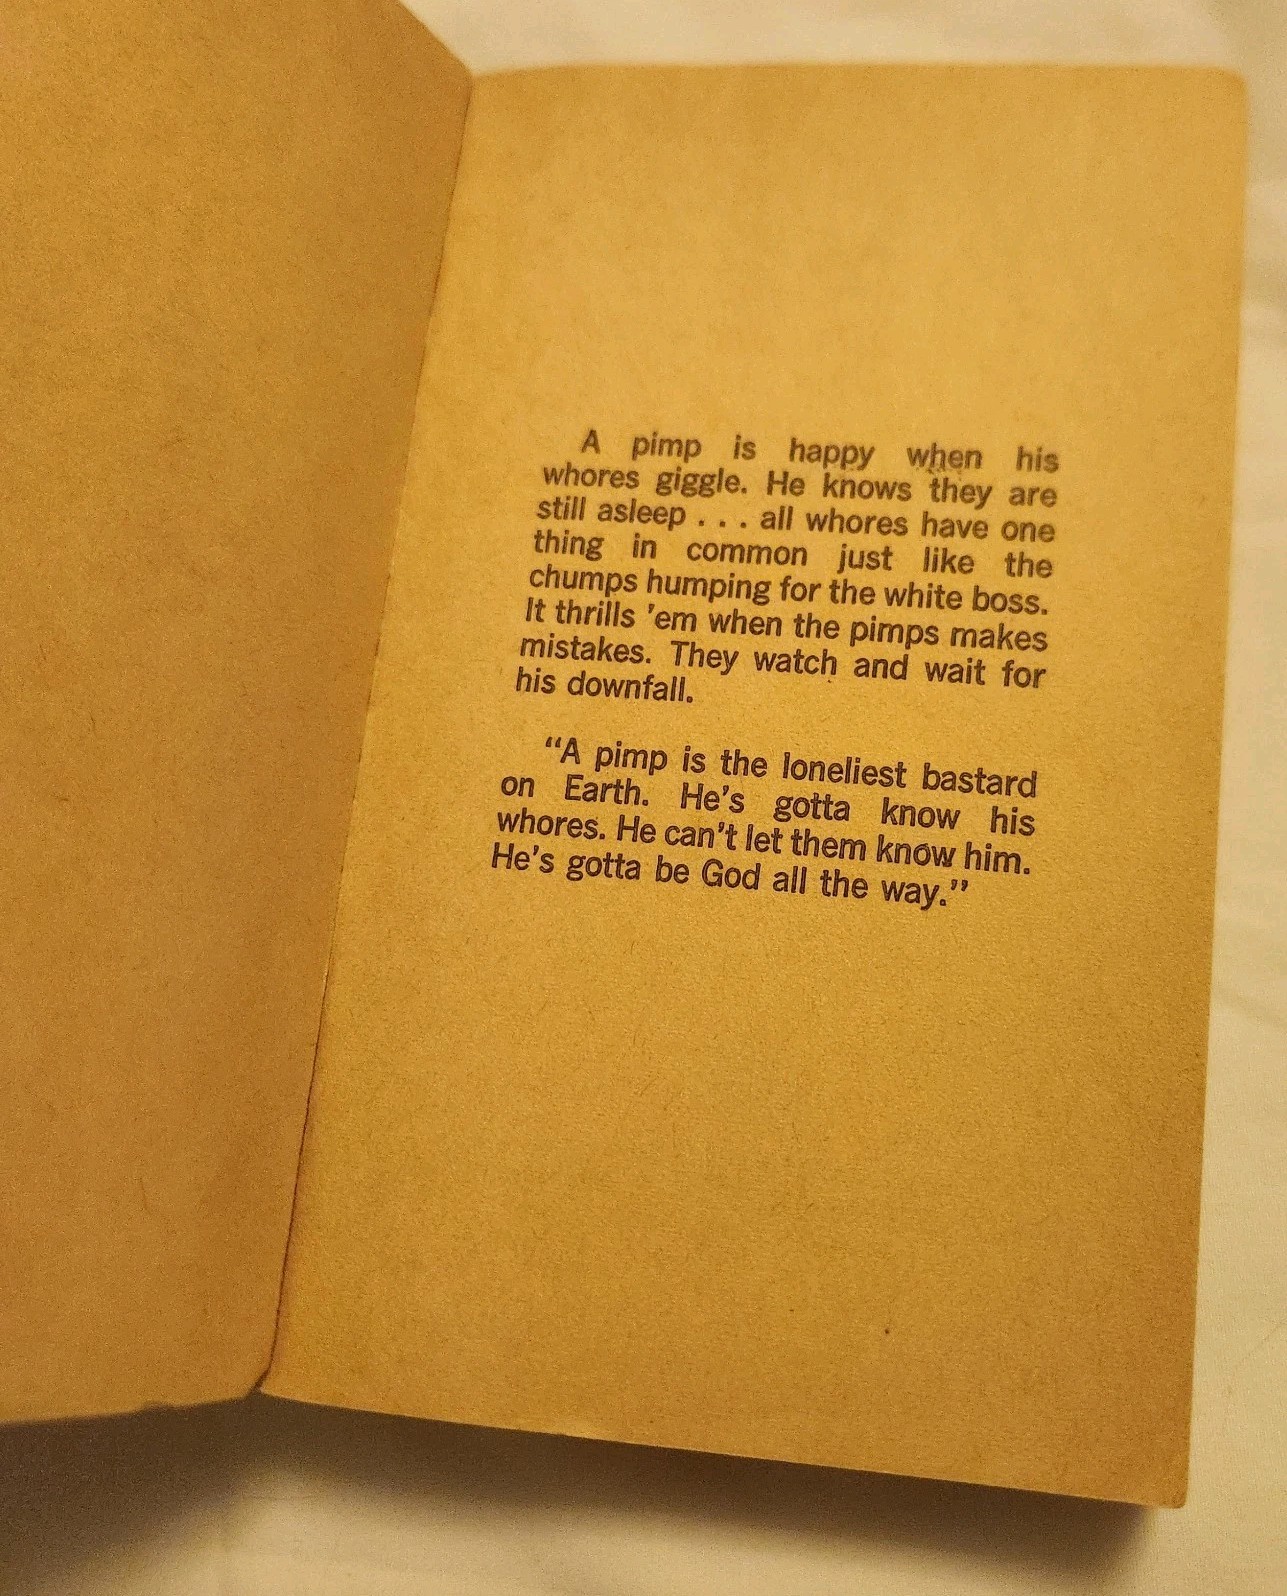 A pimp is happy when his
whores giggle. He knows they are
still asleep . . . all whores have one
thing in common just like the
chumps humping for the white boss.
It thrills 'em when the pimps makes
mistakes. They watch and wait for
his downfall.
“A pimp is the loneliest bastard
on Earth. He's gotta know his
whores. He can't let them know him.
He's gotta be God all the way.”